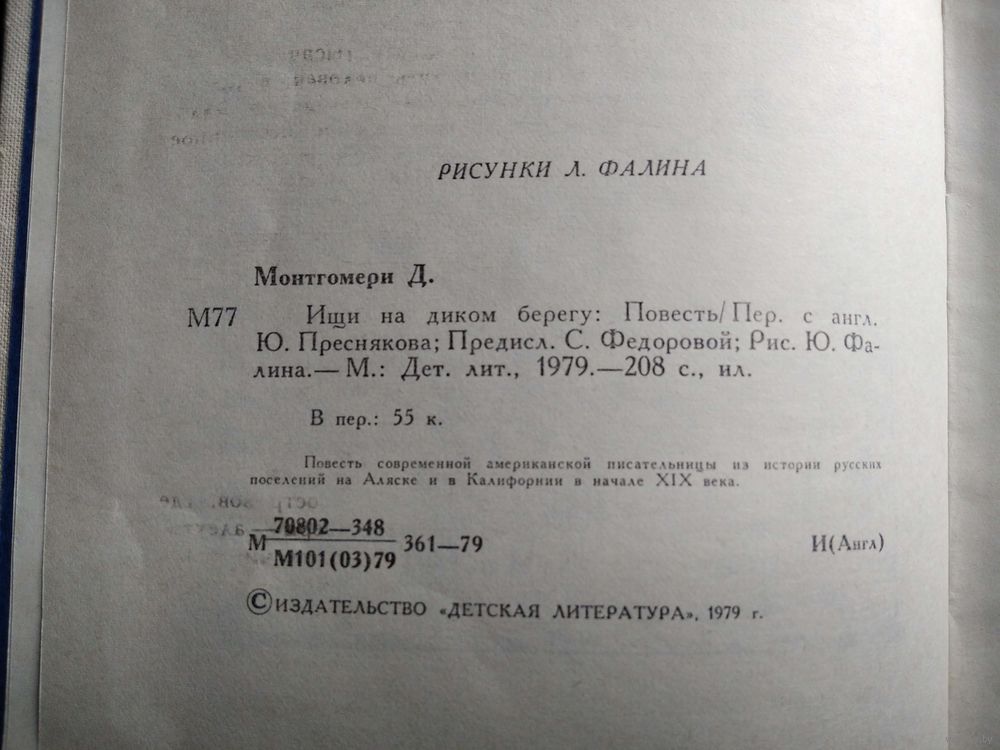 РИСУНКИ Л. ФАЛИНА
Монтгомери Д.
М77 Ищи на диком берегу: Повесть/Пер. с англ.
Ю. Преснякова; Предисл. С. Федоровой; Рис. Ю. Фа-
лина.— М.: Дет. лит., 1979.—208 с., ил.
В пер.: 55 к.
Повесть современной американской писательницы из истории русских
поселений на Аляске и в Калифорнии в начале XIX века.
70802—348
М 361—79 И(Англ)
М101(03)79
©ИЗДАТЕЛЬСТВО «ДЕТСКАЯ ЛИТЕРАТУРА», 1979 г.